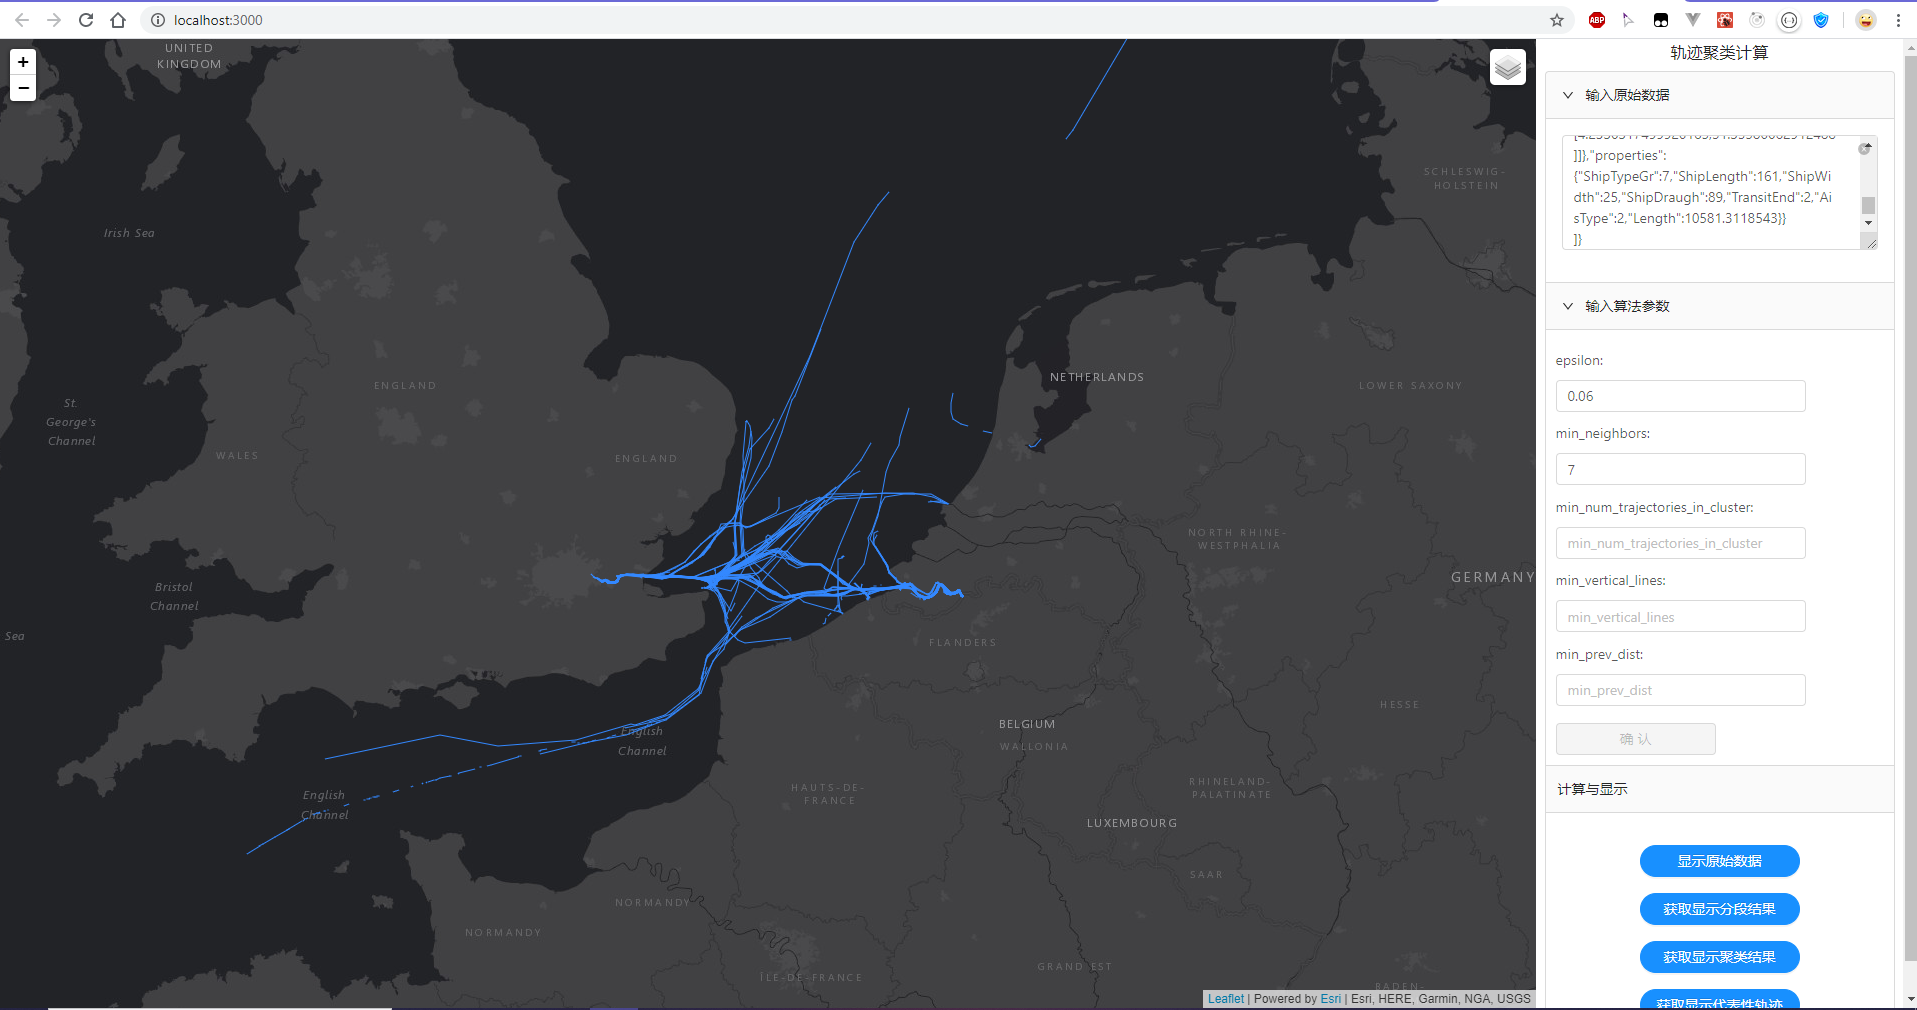 localhost:3000
ABP
+
−
UNITED
KINGDOM
Irish Sea
St.
George's
Channel
ENGLAND
WALES
ENGLAND
Bristol
Channel
Sea
English
Channel
English
Channel
SCHLESWIG-
HOLSTEIN
NETHERLANDS
LOWER SAXONY
NORTH RHINE-
WESTPHALIA
GERMANY
FLANDERS
BELGIUM
WALLONIA
HESSE
HAUTS-DE-
FRANCE
RHINELAND-
PALATINATE
LUXEMBOURG
SAAR
NORMANDY
NORMANDY
ÎLE-DE-FRANCE
GRAND EST
BADEN-
Leaflet | Powered by Esri | Esri, HERE, Garmin, NGA, USGS
轨迹聚类计算
输入原始数据
]]},"properties":
{"ShipTypeGr":7,"ShipLength":161,"ShipWi
dth":25,"ShipDraugh":89,"TransitEnd":2,"Ai
sType":2,"Length":10581.3118543}}
]}
输入算法参数
epsilon:
0.06
min_neighbors:
7
min_num_trajectories_in_cluster:
min_num_trajectories_in_cluster
min_vertical_lines:
min_vertical_lines
min_prev_dist:
min_prev_dist
确 认
计算与显示
显示原始数据
获取显示分段结果
获取显示聚类结果
获取显示代表性轨迹